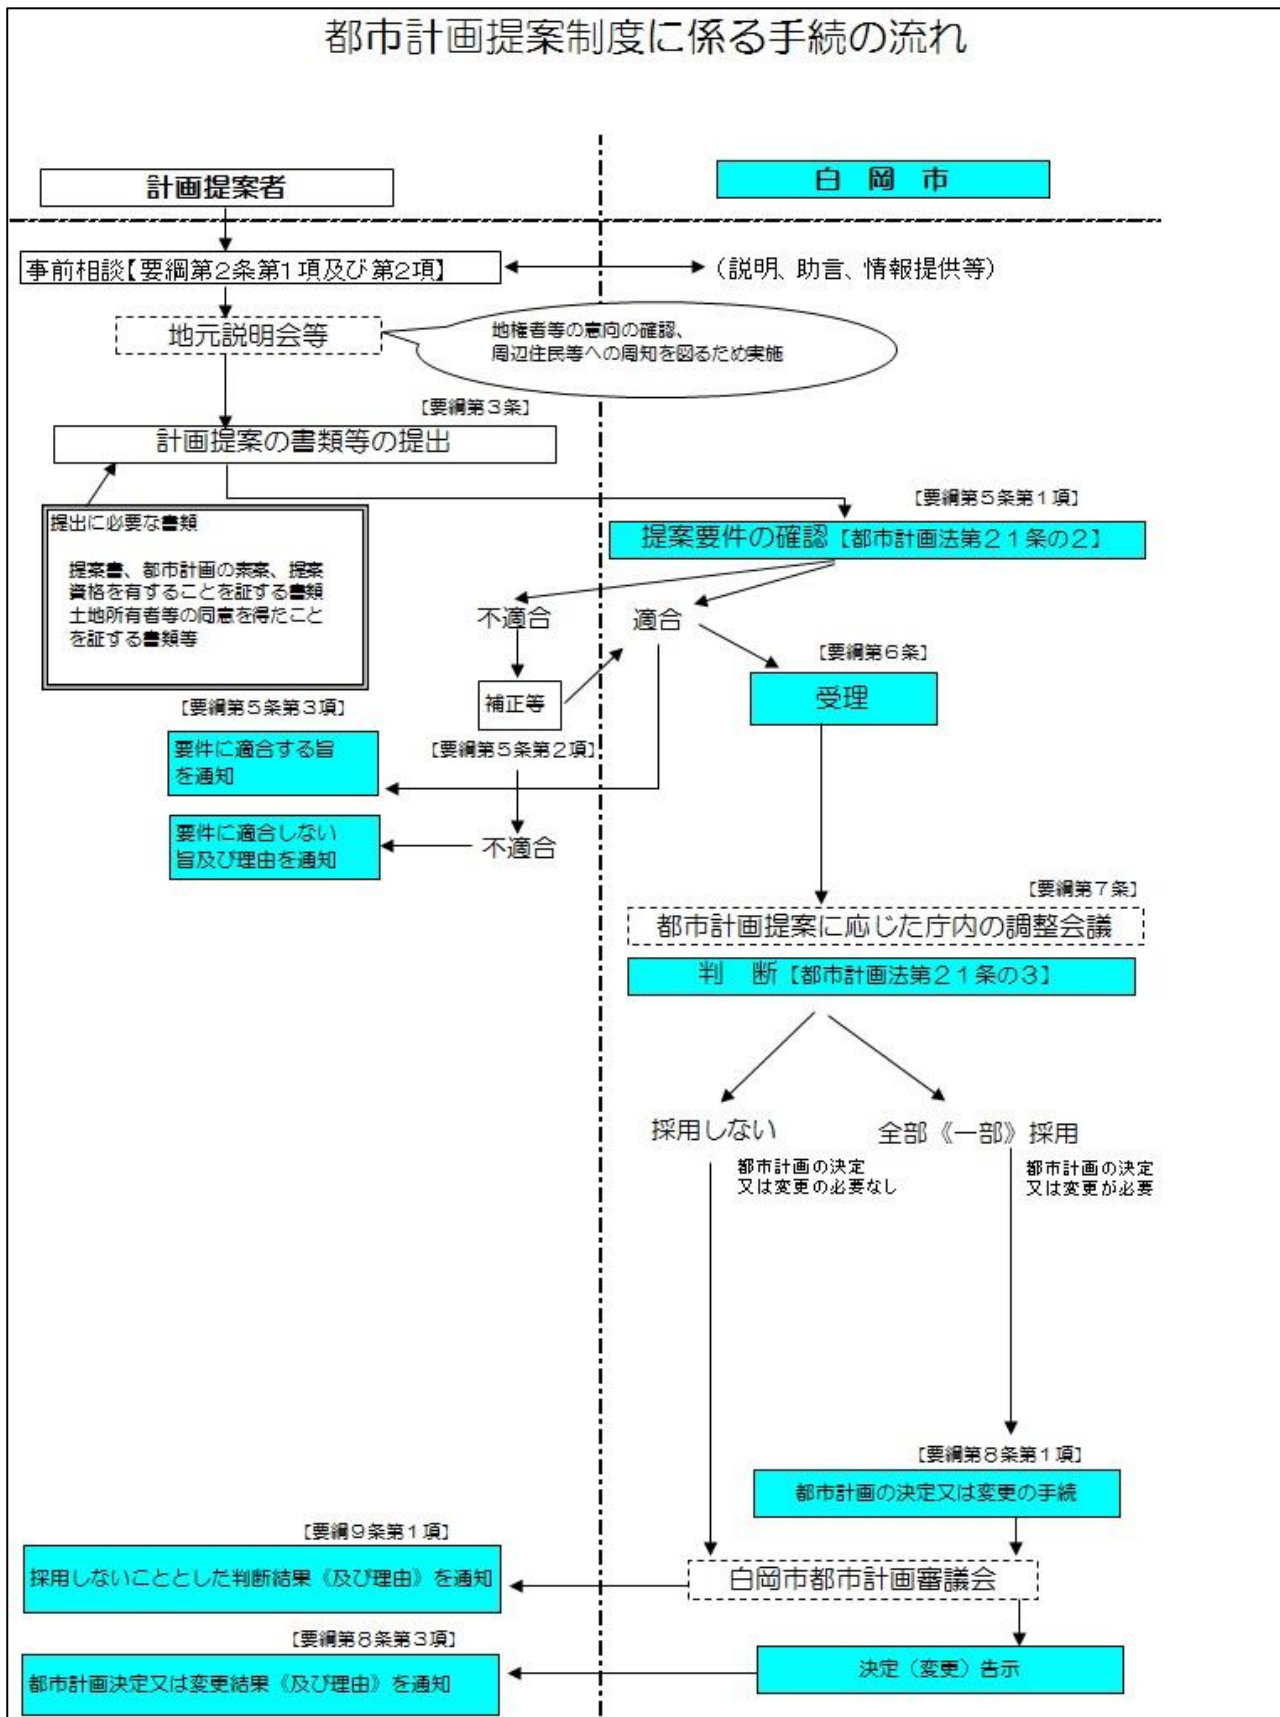 都市計画提案制度に係る手続の流れ
計画提案者
白岡市
事前相談【要綱第2条第1項及び第2項】
（説明、助言、情報提供等）
地元説明会等
地権者等の意向の確認、
周辺住民等への周知を図るため実施
【要綱第３条】
計画提案の書類等の提出
【要綱第５条第１項】
提出に必要な書類
提案書、都市計画の素案、提案
資格を有することを証する書類
土地所有者等の同意を得たこと
を証する書類等
提案要件の確認【都市計画法第２１条の２】
不適合
適合
【要綱第６条】
受理
補正等
【要綱第５条第３項】
【要綱第５条第２項】
要件に適合する旨
を通知
要件に適合しない
旨及び理由を通知
不適合
【要綱第７条】
都市計画提案に応じた庁内の調整会議
判　断【都市計画法第２１条の３】
採用しない
全部《一部》採用
都市計画の決定
又は変更の必要なし
都市計画の決定
又は変更が必要
【要綱第８条第１項】
都市計画の決定又は変更の手続
【要綱９条第１項】
採用しないこととした判断結果《及び理由》を通知
白岡市都市計画審議会
【要綱第８条第３項】
都市計画決定又は変更結果《及び理由》を通知
決定（変更）告示